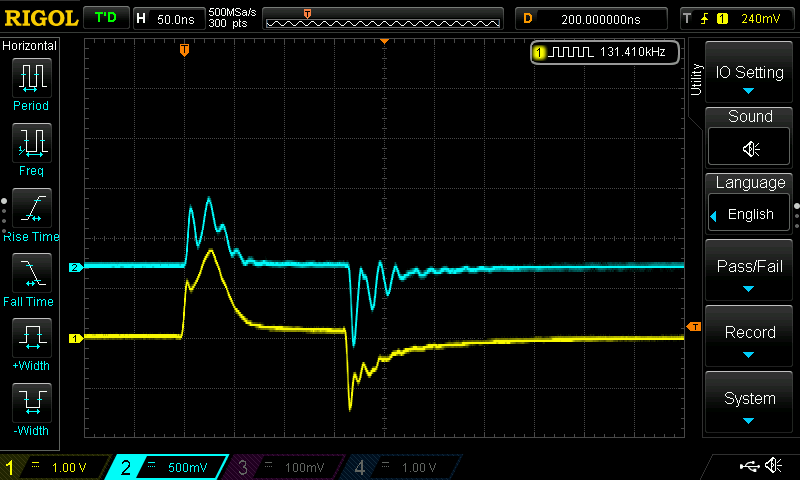 RIGOL T'D H 50.0ns 500MSa/s D 200.000000ns T 1 240mV
300 pts
T
Horizontal
T
1 131.410kHz
Utility
IO Setting
Period
Sound
Freq
Language
English
Rise Time
2
Pass/Fail
Fall Time
T
1
Record
+Width
System
-Width
1 1.00 V 2 500mV 3 100mV 4 1.00 V